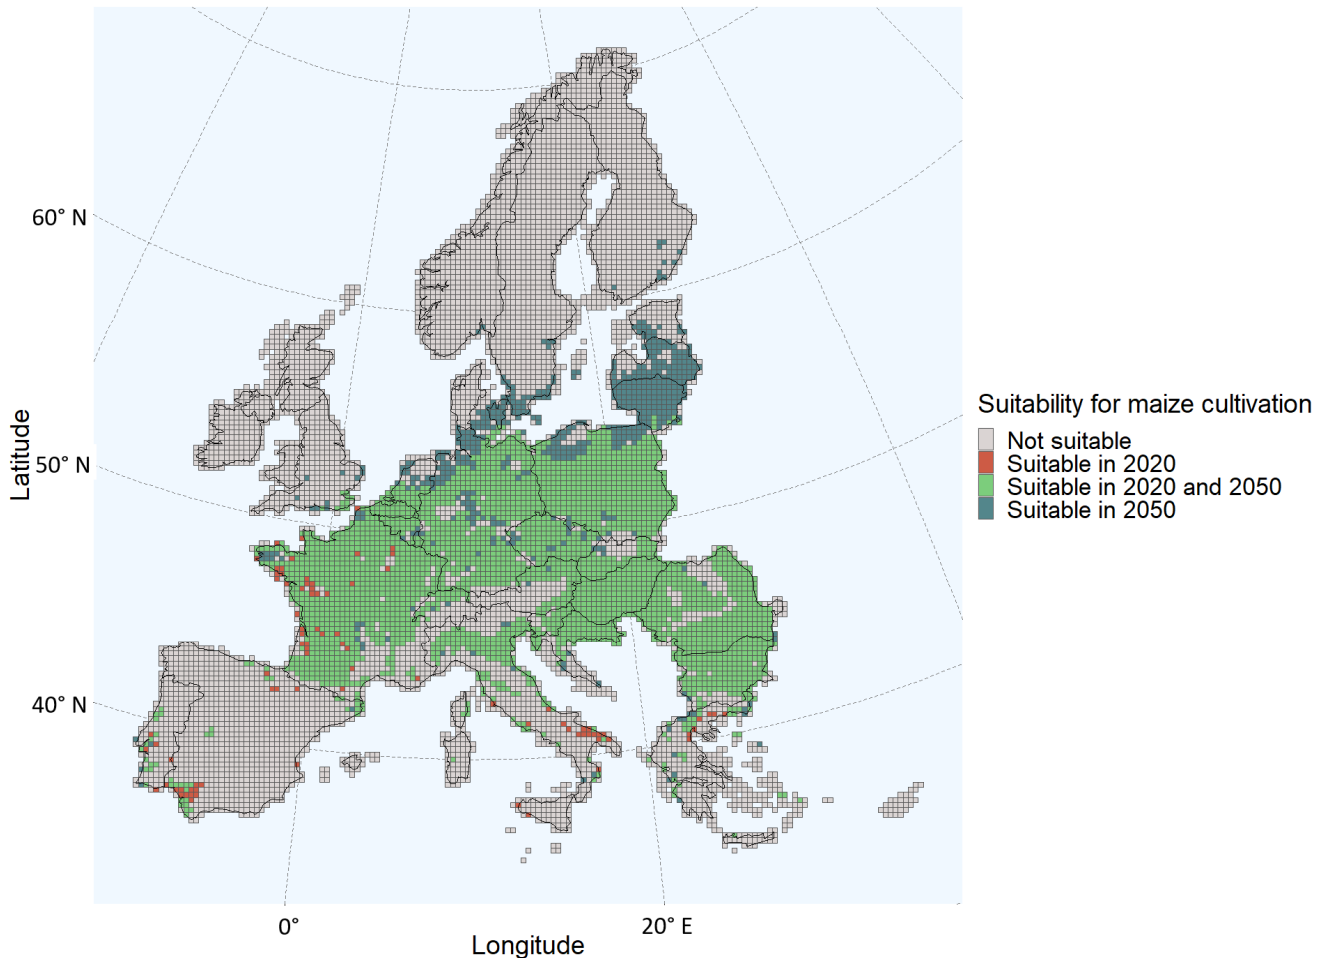 60° N
50° N
40° N
Latitude
0°
20° E
Longitude
Suitability for maize cultivation
Not suitable
Suitable in 2020
Suitable in 2020 and 2050
Suitable in 2050